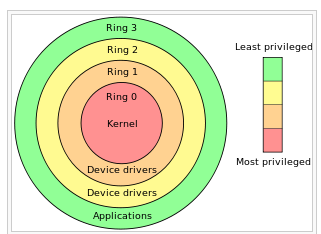 Ring 3
Ring 2
Ring 1
Ring 0
Kernel
Device drivers
Device drivers
Applications
Least privileged
Most privileged